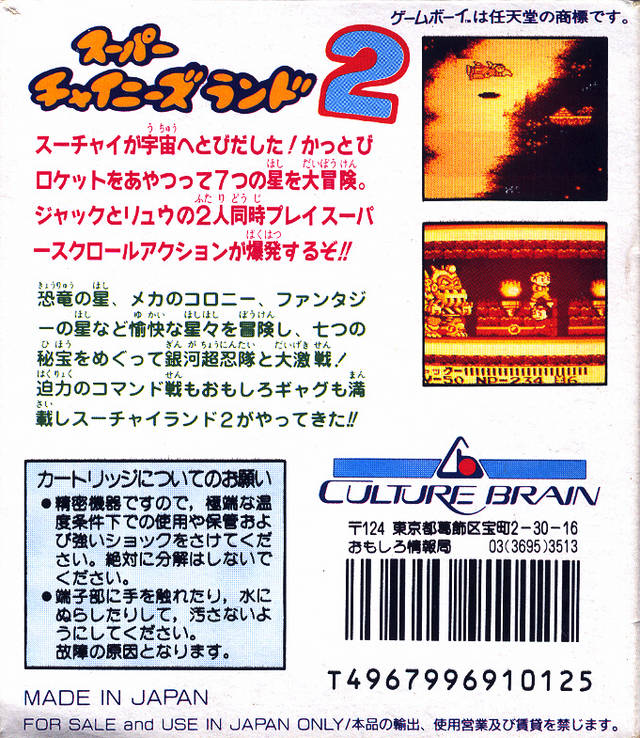 ゲームボーイは任天堂の商標です。
スーパー
チャイニーズランド2
スーチャイが宇宙へとびだした!かっとび
ロケットをあやつって7つの星を大冒険。
ジャックとリュウの2人同時プレイスーパ
ースクロールアクションが爆発するぞ!!
恐竜の星、メカのコロニー、ファンタジ
ーの星など愉快な星々を冒険し、七つの
秘宝をめぐって銀河超忍隊と大激戦!
迫力のコマンド戦もおもしろギャグも満
載しスーチャイランド2がやってきた!!
カートリッジについてのお願い
●精密機器ですので,極端な温
度条件下での使用や保管およ
び強いショックをさけてくだ
さい。絶対に分解はしないで
ください。
●端子部に手を触れたり,水に
ぬらしたりして,汚さないよ
うにしてください。
故障の原因となります。
CULTURE BRAIN
〒124 東京都葛飾区宝町2-30-16
おもしろ情報局 03(3695)3513
T4967996910125
MADE IN JAPAN
FOR SALE and USE IN JAPAN ONLY/本品の輸出、使用営業及び賃貸を禁じます。